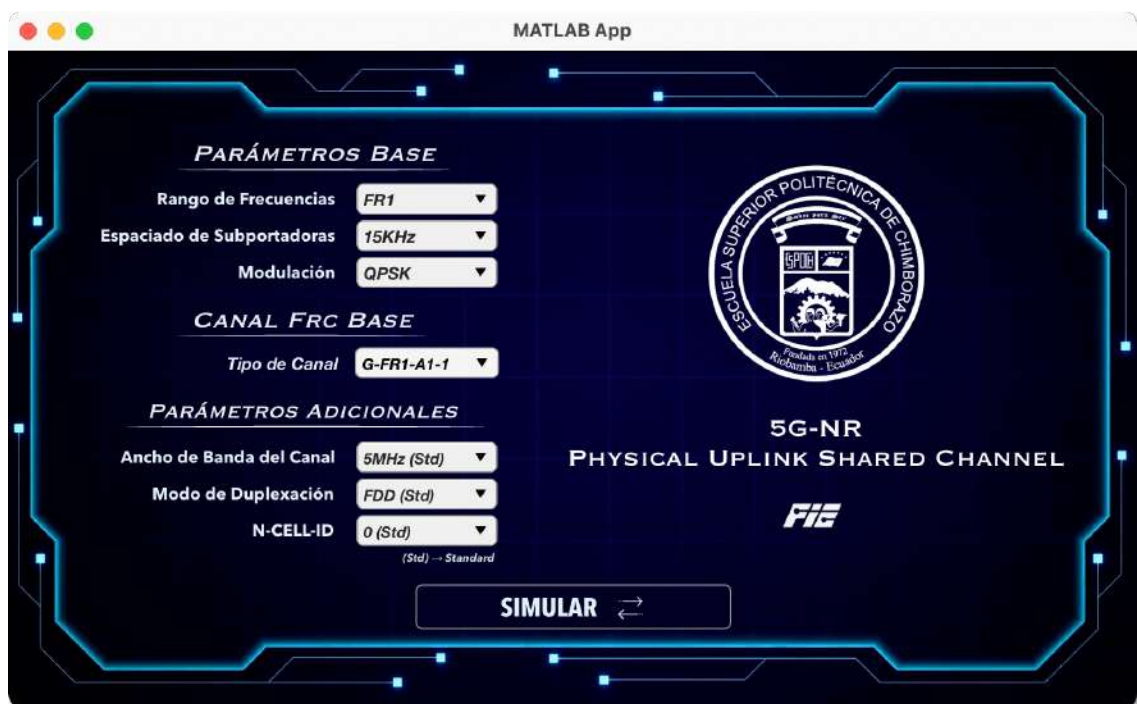 MATLAB App
PARÁMETROS BASE
Rango de Frecuencias FR1
Espaciado de Subportadoras 15KHz
Modulación QPSK
CANAL FRC BASE
Tipo de Canal G-FR1-A1-1
PARÁMETROS ADICIONALES
Ancho de Banda del Canal 5MHz (Std)
Modo de Duplexación FDD (Std)
N-CELL-ID 0 (Std)
(Std) → Standard
ESCUELA SUPERIOR POLITÉCNICA DE CHIMBORAZO
ESPOCH
Fundada en 1972
Riobamba - Ecuador
5G-NR
PHYSICAL UPLINK SHARED CHANNEL
FIE
SIMULAR